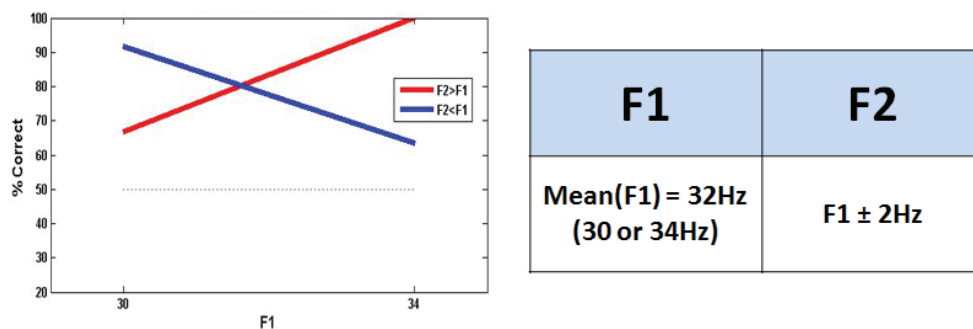 100
90
80
70
60
50
40
30
20
% Correct
F2>F1
F2<F1
30
34
F1
F1
F2
Mean(F1) = 32Hz
(30 or 34Hz)
F1 ± 2Hz